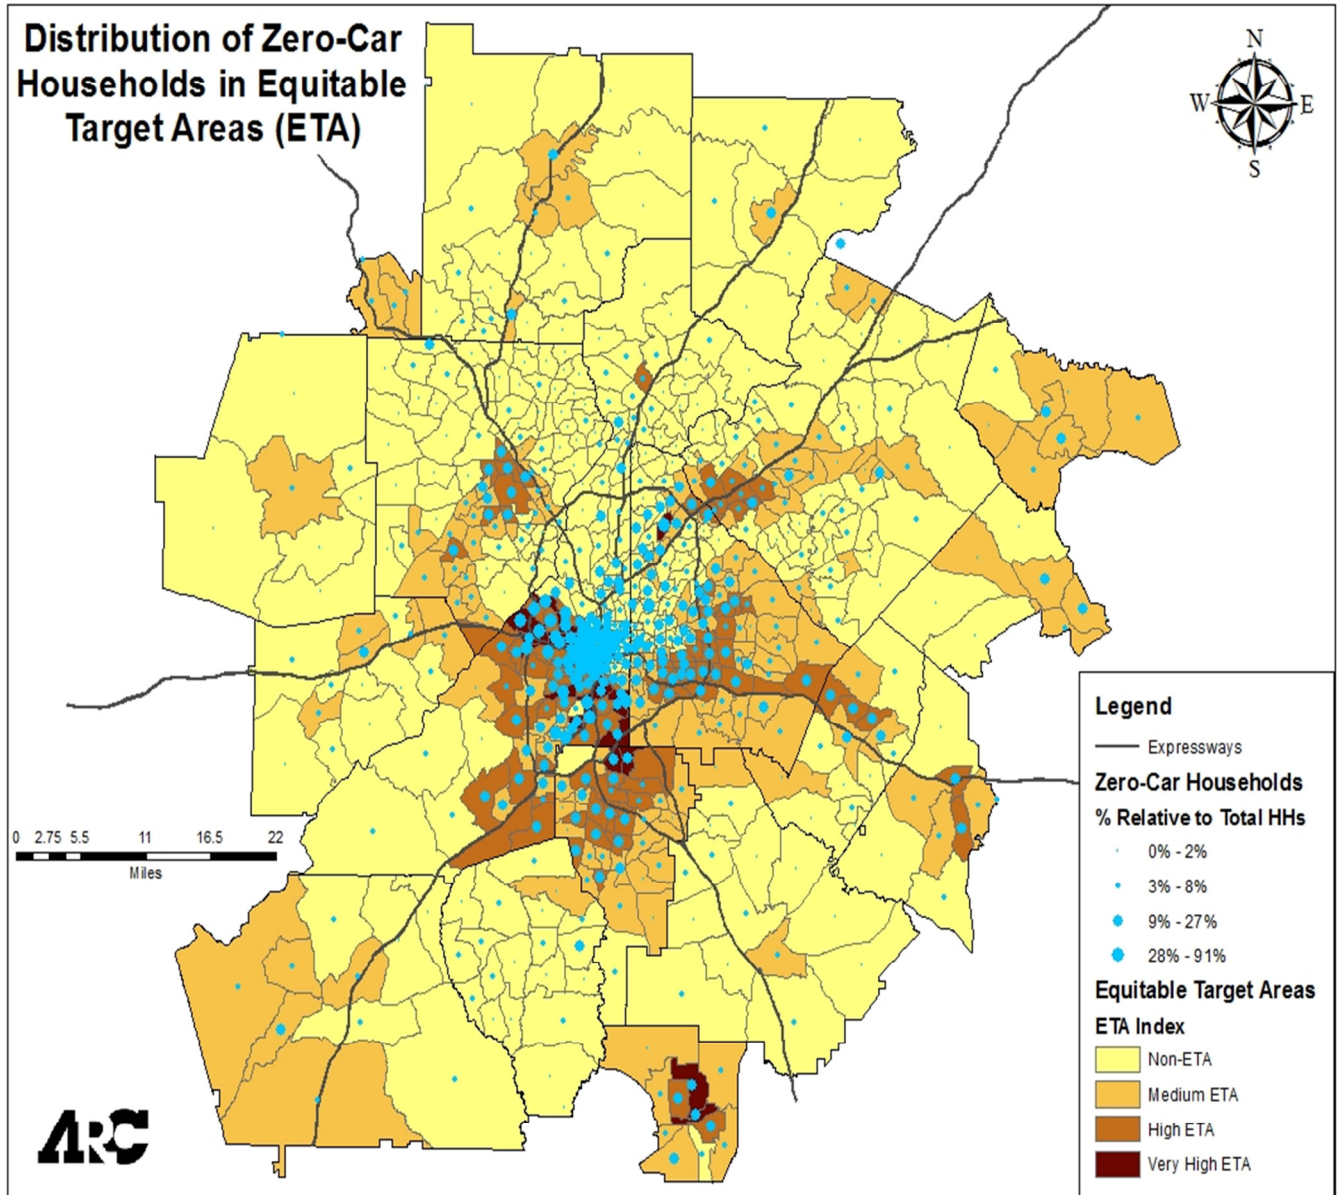 Distribution of Zero-Car
Households in Equitable
Target Areas (ETA)
N
W E
S
0 2.75 5.5 11 16.5 22
Miles
Legend
Expressways
Zero-Car Households
% Relative to Total HHs
0% - 2%
3% - 8%
9% - 27%
28% - 91%
Equitable Target Areas
ETA Index
Non-ETA
Medium ETA
High ETA
Very High ETA
ARC